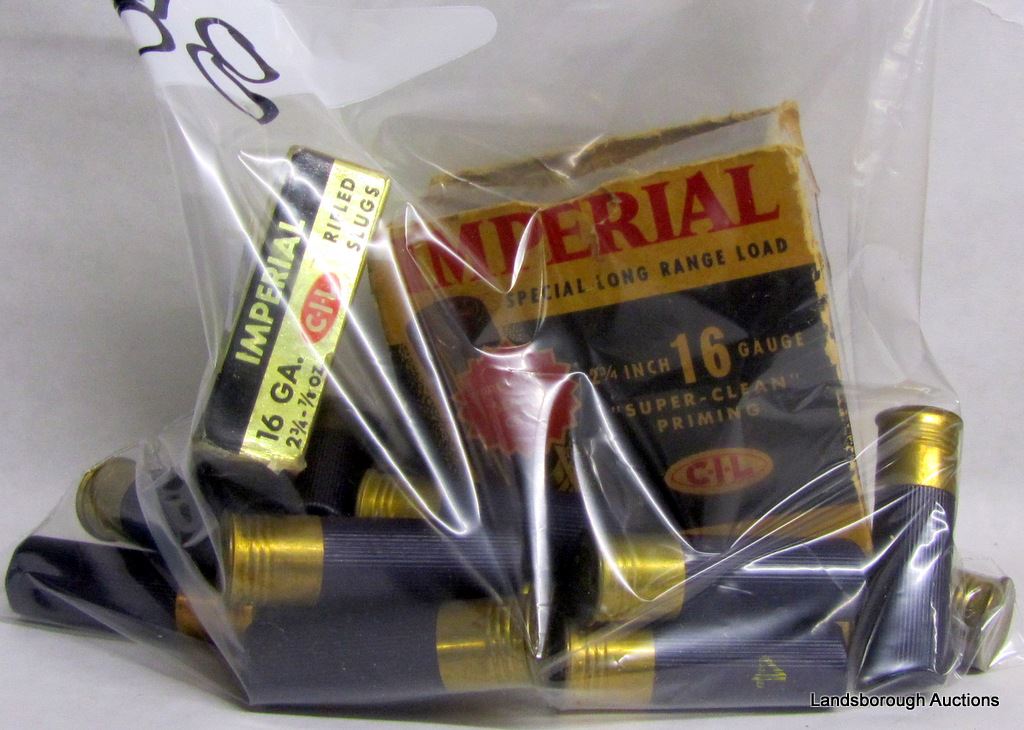 IMPERIAL
RIFLED
SLUGS
C-I-L
16 GA.
2¾-⅞ OZ
IMPERIAL
SPECIAL LONG RANGE LOAD
2¾ INCH 16 GAUGE
"SUPER-CLEAN"
PRIMING
C-I-L
4
Landsborough Auctions